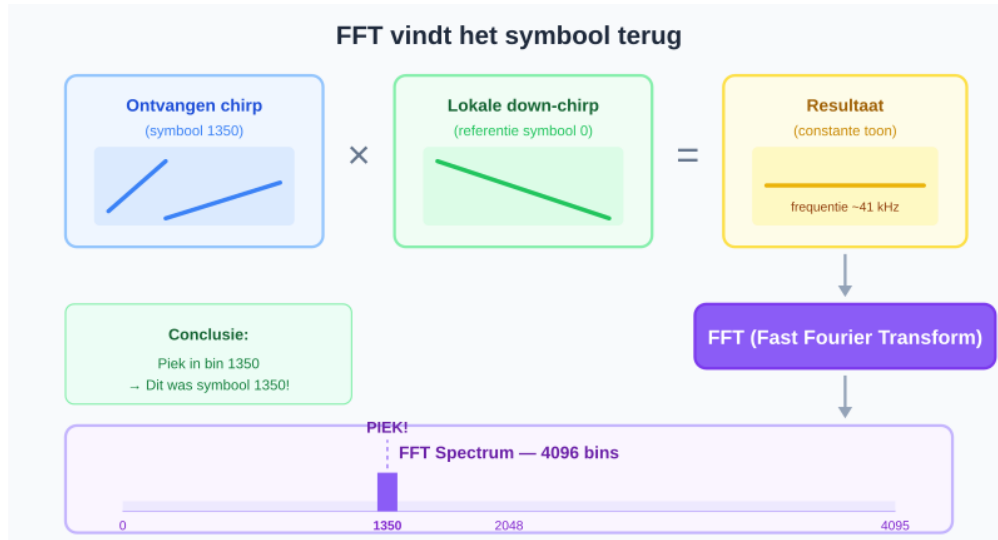 FFT vindt het symbool terug
Ontvangen chirp
(symbool 1350)
×
Lokale down-chirp
(referentie symbool 0)
=
Resultaat
(constante toon)
frequentie ~41 kHz
FFT (Fast Fourier Transform)
Conclusie:
Piek in bin 1350
→ Dit was symbool 1350!
PIEK!
FFT Spectrum — 4096 bins
0 1350 2048 4095